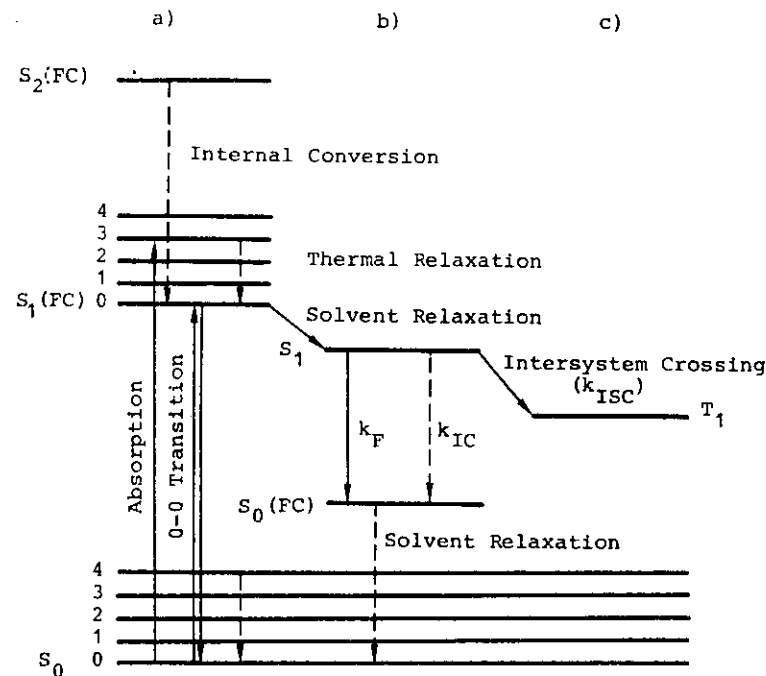 a) b) c)
S2(FC)
Internal Conversion
4
3
2
Thermal Relaxation
1
S1(FC) 0
Solvent Relaxation
S1
Intersystem Crossing
(kISC)
T1
Absorption
0-0 Transition
kF
kIC
S0(FC)
Solvent Relaxation
4
3
2
1
S0 0